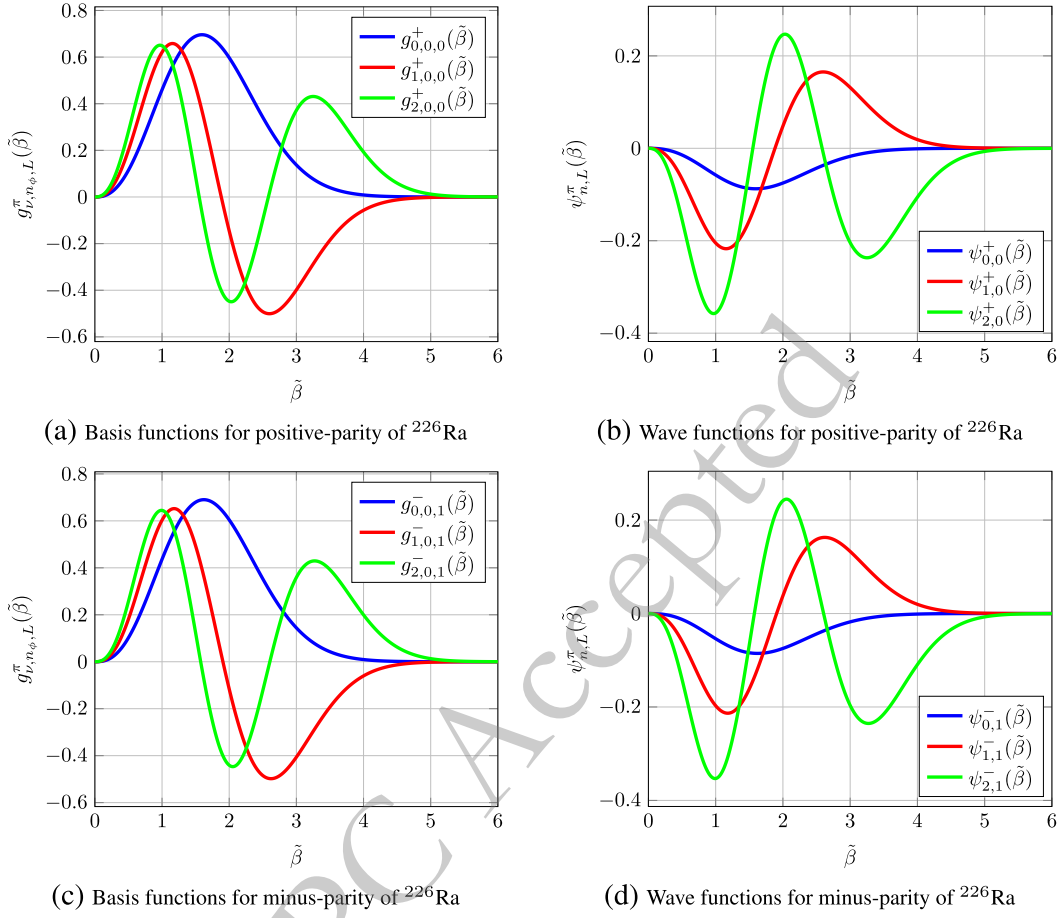 0.8
0.6
0.4
0.2
0
−0.2
−0.4
−0.6
0 1 2 3 4 5 6
β̃
g^π_{ν,n_ϕ,L}(β̃)
g^+_{0,0,0}(β̃)
g^+_{1,0,0}(β̃)
g^+_{2,0,0}(β̃)
(a) Basis functions for positive-parity of ²²⁶Ra
0.2
0
−0.2
−0.4
0 1 2 3 4 5 6
β̃
ψ^π_{n,L}(β̃)
ψ^+_{0,0}(β̃)
ψ^+_{1,0}(β̃)
ψ^+_{2,0}(β̃)
(b) Wave functions for positive-parity of ²²⁶Ra
0.8
0.6
0.4
0.2
0
−0.2
−0.4
−0.6
0 1 2 3 4 5 6
β̃
g^π_{ν,n_ϕ,L}(β̃)
g^−_{0,0,1}(β̃)
g^−_{1,0,1}(β̃)
g^−_{2,0,1}(β̃)
(c) Basis functions for minus-parity of ²²⁶Ra
0.2
0
−0.2
−0.4
0 1 2 3 4 5 6
β̃
ψ^π_{n,L}(β̃)
ψ^−_{0,1}(β̃)
ψ^−_{1,1}(β̃)
ψ^−_{2,1}(β̃)
(d) Wave functions for minus-parity of ²²⁶Ra
PC Accepted